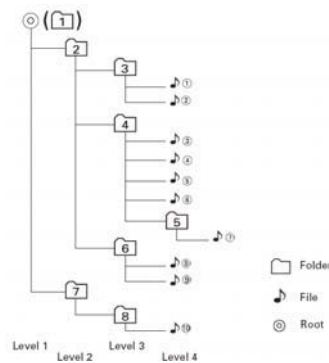 (1)
2
3
①
②
4
③
④
⑤
⑥
5
⑦
6
⑧
⑨
7
8
⑩
Folder
File
Root
Level 1
Level 2
Level 3
Level 4